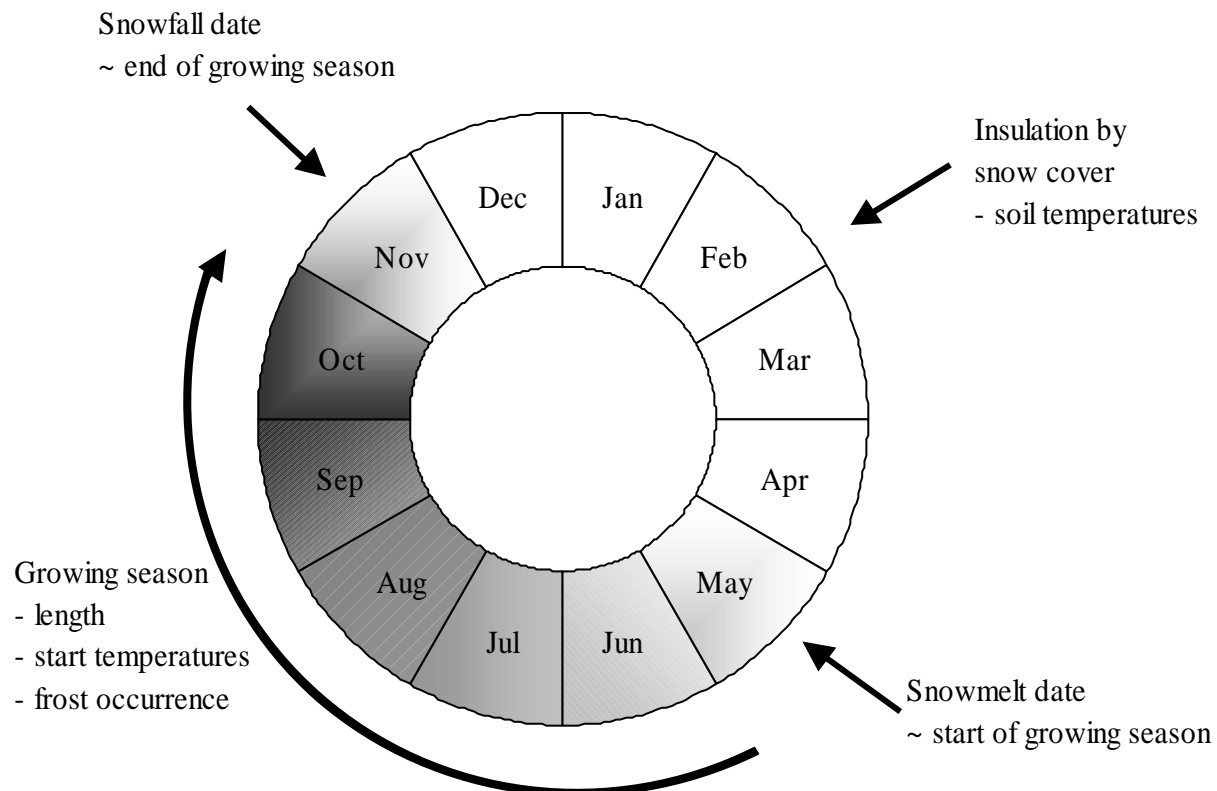 Snowfall date
~ end of growing season
Insulation by
snow cover
- soil temperatures
Dec
Jan
Nov
Feb
Oct
Mar
Sep
Apr
Aug
May
Jul
Jun
Growing season
- length
- start temperatures
- frost occurrence
Snowmelt date
~ start of growing season